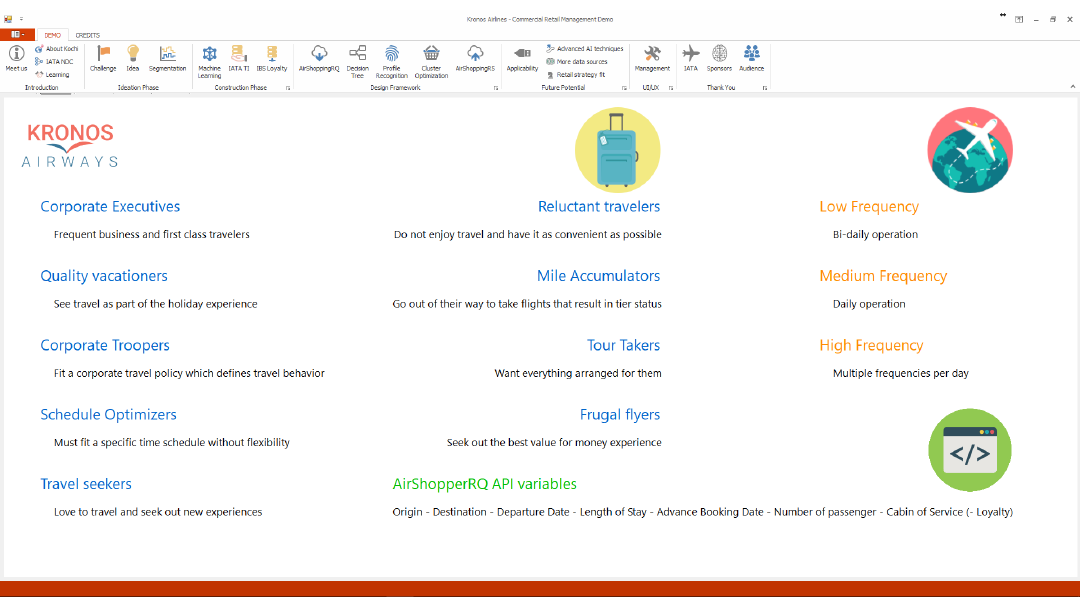 Kronos Airlines - Commercial Retail Management Demo
DEMO CREDITS
Meet us
About Kochi
IATA NDC
Learning
Introduction
Challenge
Idea
Segmentation
Ideation Phase
Machine Learning
IATA TI
IBS Loyalty
Construction Phase
AirShoppingRQ
Decision Tree
Profile Recognition
Cluster Optimization
AirShoppingRS
Design Framework
Applicability
Advanced AI techniques
More data sources
Retail strategy fit
Future Potential
Management
UI/UX
IATA
Sponsors
Audience
Thank You
KRONOS
AIRWAYS
Corporate Executives
Frequent business and first class travelers
Quality vacationers
See travel as part of the holiday experience
Corporate Troopers
Fit a corporate travel policy which defines travel behavior
Schedule Optimizers
Must fit a specific time schedule without flexibility
Travel seekers
Love to travel and seek out new experiences
Reluctant travelers
Do not enjoy travel and have it as convenient as possible
Mile Accumulators
Go out of their way to take flights that result in tier status
Tour Takers
Want everything arranged for them
Frugal flyers
Seek out the best value for money experience
AirShopperRQ API variables
Origin - Destination - Departure Date - Length of Stay - Advance Booking Date - Number of passenger - Cabin of Service (- Loyalty)
Low Frequency
Bi-daily operation
Medium Frequency
Daily operation
High Frequency
Multiple frequencies per day
</>